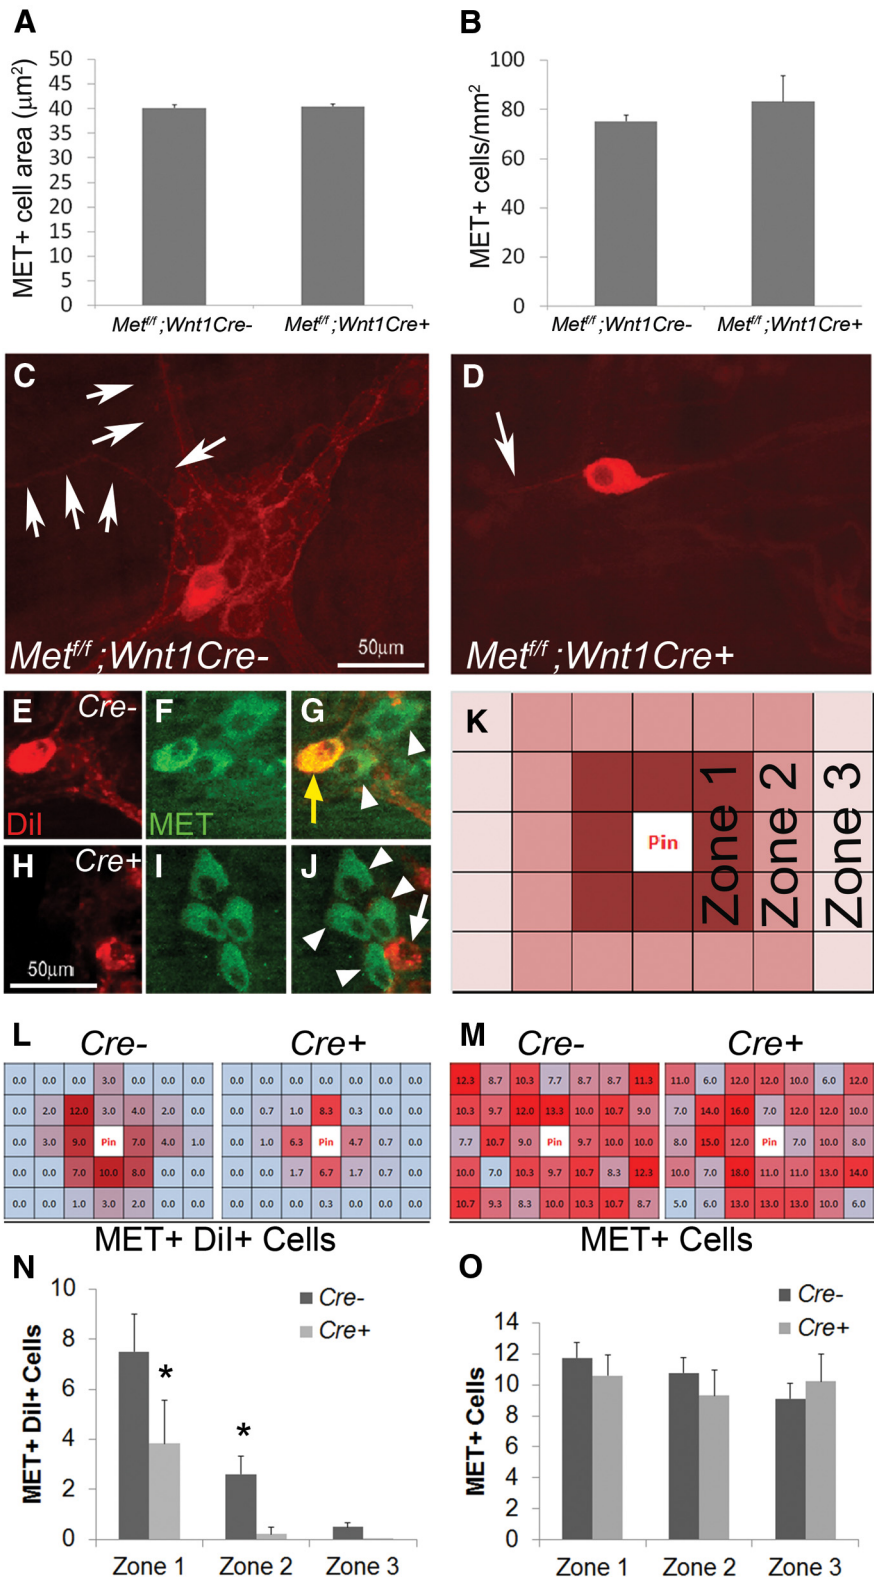 A
MET+ cell area (µm²)
50
45
40
35
30
25
20
15
10
5
0
Metf/f ;Wnt1Cre-
Metf/f ;Wnt1Cre+
B
MET+ cells/mm²
100
80
60
40
20
0
Metf/f ;Wnt1Cre-
Metf/f ;Wnt1Cre+
C
Metf/f ;Wnt1Cre-
50µm
D
Metf/f ;Wnt1Cre+
E
Cre-
DiI
F
MET
G
H
Cre+
50µm
I
J
K
Pin
Zone 1
Zone 2
Zone 3
L
Cre-
0.0 0.0 0.0 3.0 0.0 0.0 0.0
0.0 2.0 12.0 3.0 4.0 2.0 0.0
0.0 3.0 9.0 Pin 7.0 4.0 1.0
0.0 0.0 7.0 10.0 8.0 0.0 0.0
0.0 0.0 1.0 3.0 2.0 0.0 0.0
Cre+
0.0 0.0 0.0 0.0 0.0 0.0 0.0
0.0 0.7 1.0 8.3 0.3 0.0 0.0
0.0 1.0 6.3 Pin 4.7 0.7 0.0
0.0 0.0 1.7 6.7 1.7 0.7 0.0
0.0 0.0 0.0 0.3 0.0 0.0 0.0
MET+ DiI+ Cells
M
Cre-
12.3 8.7 10.3 7.7 8.7 8.7 11.3
10.3 9.7 12.0 13.3 10.0 10.7 9.0
7.7 10.7 9.0 Pin 9.7 10.0 10.0
10.0 7.0 10.3 9.7 10.7 8.3 12.3
10.7 9.3 8.3 10.0 10.3 10.7 8.7
Cre+
11.0 6.0 12.0 12.0 10.0 6.0 12.0
7.0 14.0 16.0 7.0 12.0 12.0 10.0
8.0 15.0 12.0 Pin 7.0 10.0 8.0
10.0 7.0 18.0 11.0 11.0 13.0 14.0
5.0 6.0 13.0 13.0 13.0 10.0 6.0
MET+ Cells
N
MET+ DiI+ Cells
10
8
6
4
2
0
Cre-
Cre+
*
*
Zone 1
Zone 2
Zone 3
O
MET+ Cells
14
12
10
8
6
4
2
0
Cre-
Cre+
Zone 1
Zone 2
Zone 3